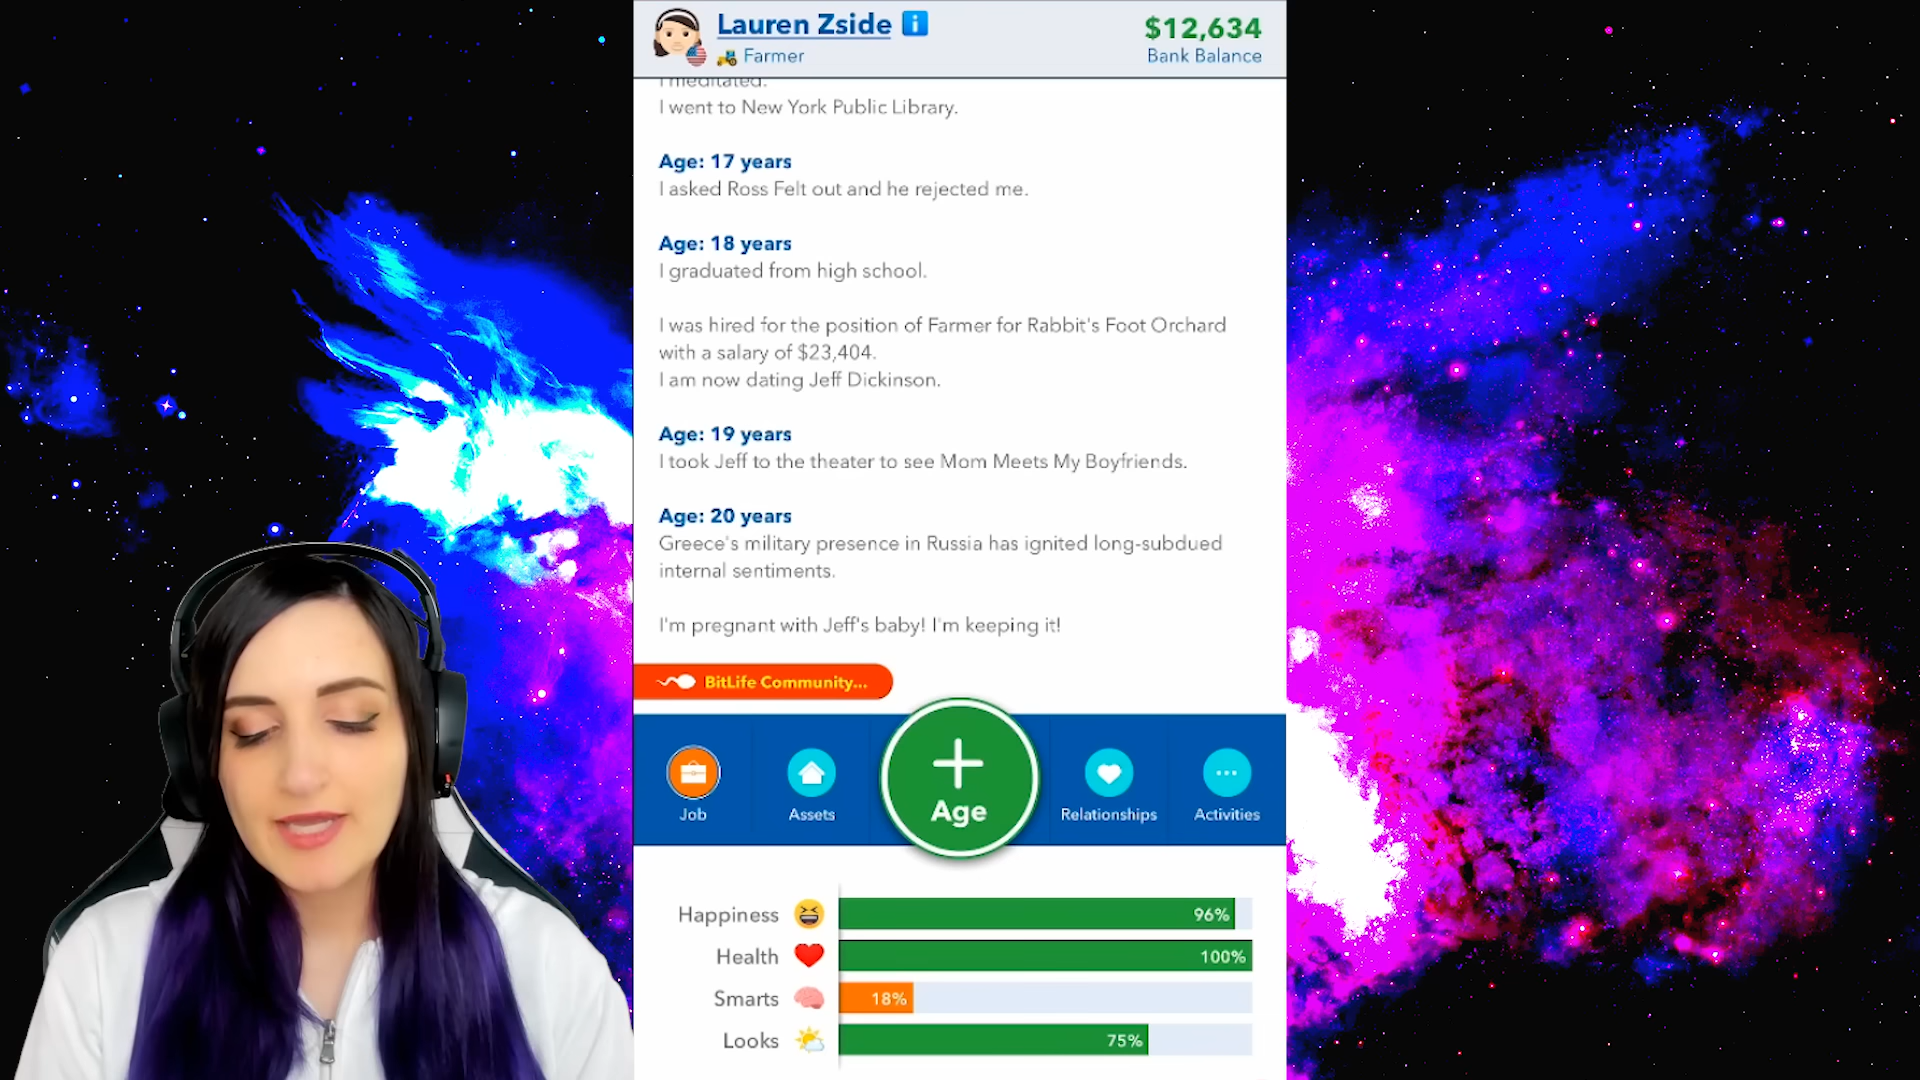 Lauren Zside
$12,634
Farmer
Bank Balance
I meditated.
I went to New York Public Library.
Age: 17 years
I asked Ross Felt out and he rejected me.
Age: 18 years
I graduated from high school.
I was hired for the position of Farmer for Rabbit's Foot Orchard
with a salary of $23,404.
I am now dating Jeff Dickinson.
Age: 19 years
I took Jeff to the theater to see Mom Meets My Boyfriends.
Age: 20 years
Greece's military presence in Russia has ignited long-subdued
internal sentiments.
I'm pregnant with Jeff's baby! I'm keeping it!
BitLife Community...
Job
Assets
Age
Relationships
Activities
Happiness 96%
Health 100%
Smarts 18%
Looks 75%